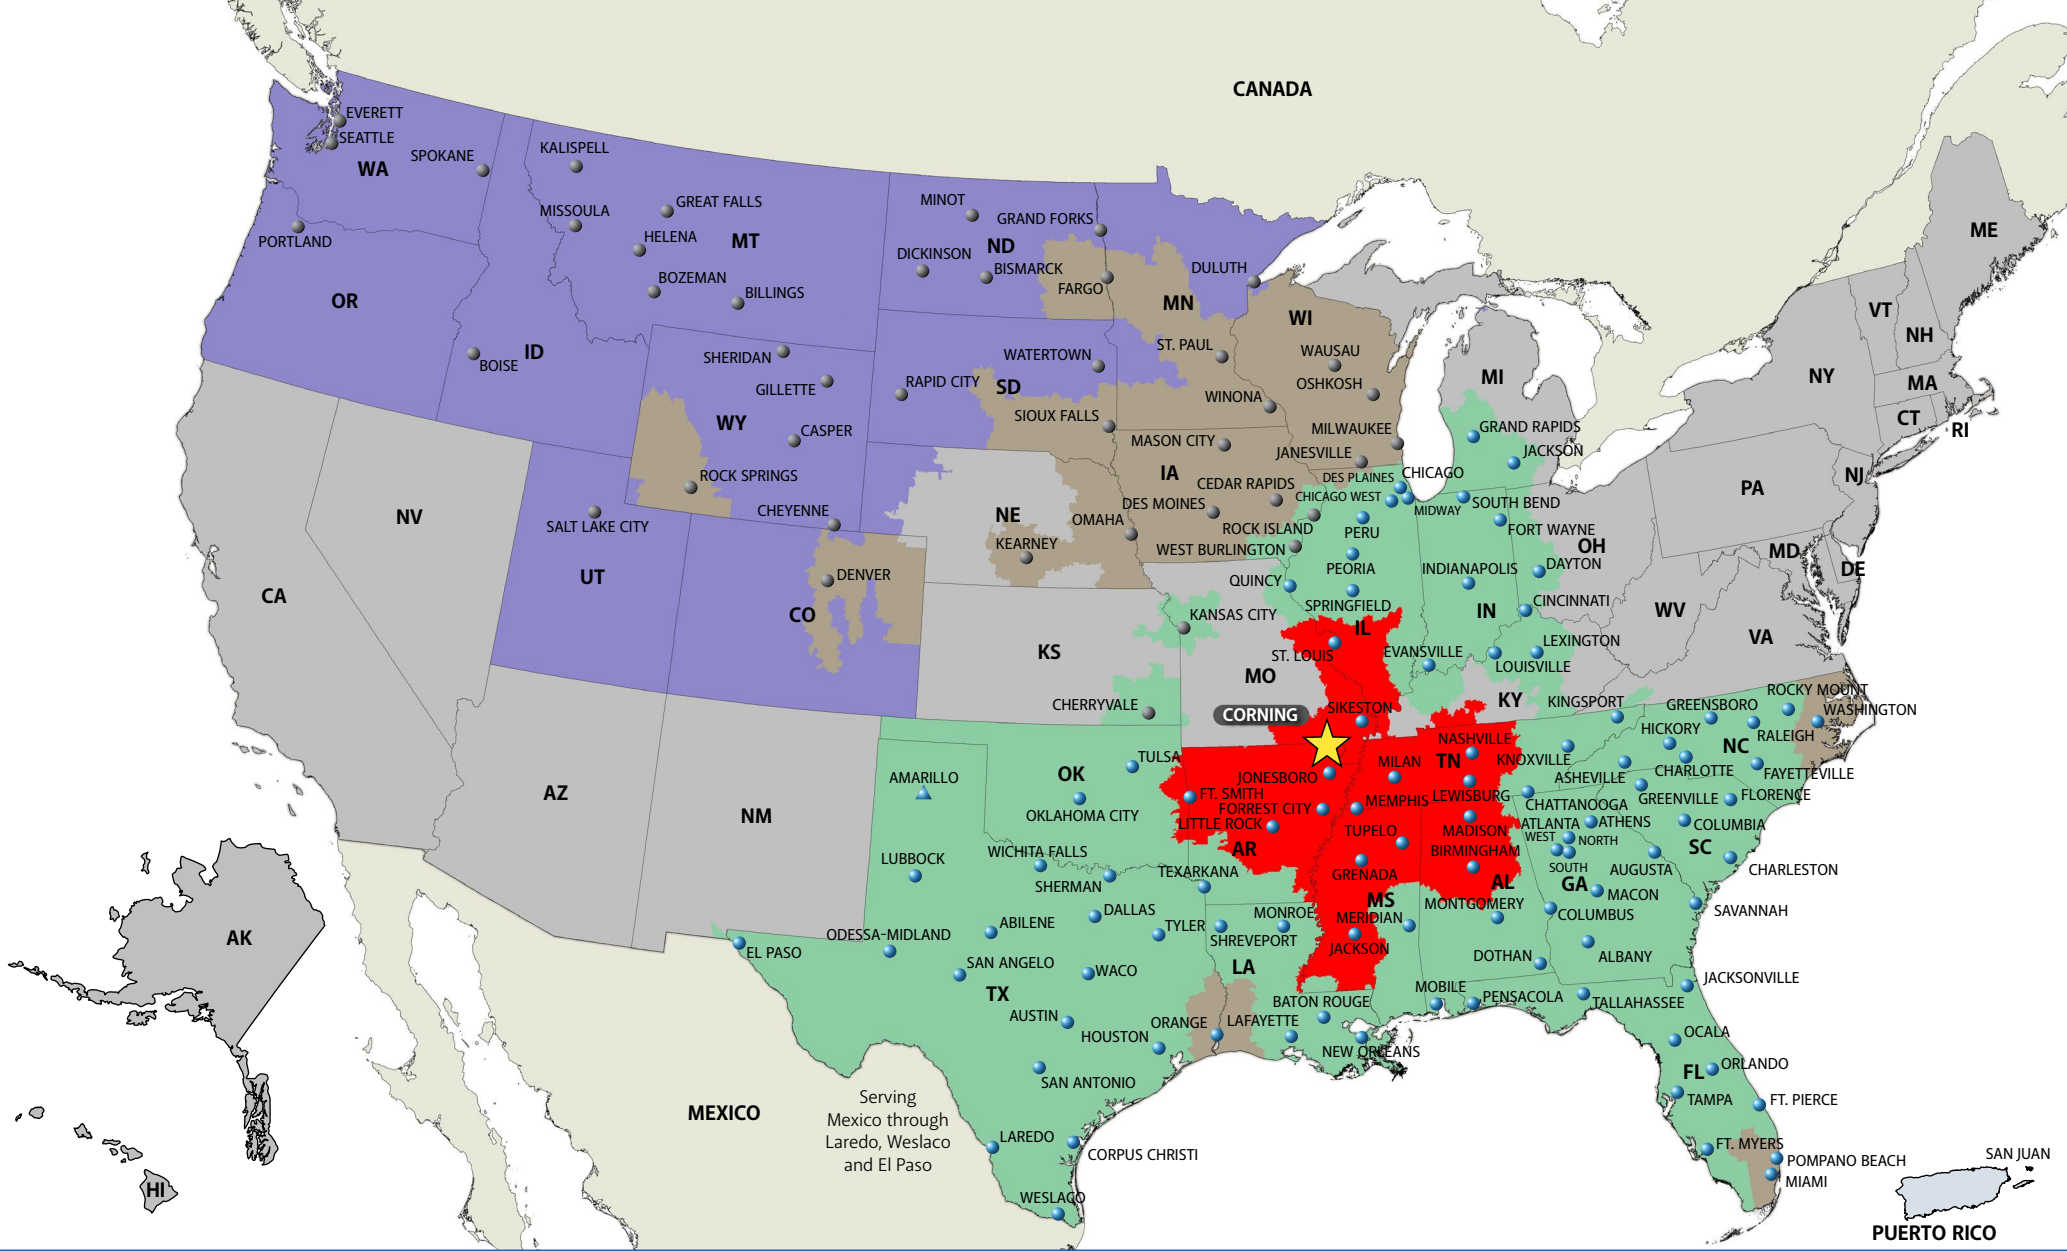 CANADA
EVERETT
SEATTLE
SPOKANE
WA
KALISPELL
MISSOULA
GREAT FALLS
HELENA
MT
BOZEMAN
BILLINGS
PORTLAND
OR
ID
BOISE
MINOT
GRAND FORKS
ND
DICKINSON
BISMARCK
FARGO
DULUTH
MN
WI
ME
VT
NH
NY
MA
CT
RI
SHERIDAN
GILLETTE
WY
CASPER
ROCK SPRINGS
CHEYENNE
WATERTOWN
RAPID CITY
SD
SIOUX FALLS
ST. PAUL
WINONA
WAUSAU
OSHKOSH
MILWAUKEE
JANESVILLE
MI
GRAND RAPIDS
JACKSON
MASON CITY
IA
CEDAR RAPIDS
DES MOINES
ROCK ISLAND
WEST BURLINGTON
OMAHA
NE
KEARNEY
DES PLAINES
CHICAGO
CHICAGO WEST
MIDWAY
SOUTH BEND
FORT WAYNE
PERU
PEORIA
QUINCY
SPRINGFIELD
IL
INDIANAPOLIS
IN
OH
DAYTON
CINCINNATI
PA
NJ
MD
DE
WV
VA
NV
CA
SALT LAKE CITY
UT
DENVER
CO
KS
KANSAS CITY
CHERRYVALE
MO
ST. LOUIS
EVANSVILLE
LEXINGTON
LOUISVILLE
KY
CORNING
SIKESTON
KINGSPORT
GREENSBORO
ROCKY MOUNT
WASHINGTON
HICKORY
RALEIGH
NC
CHARLOTTE
FAYETTEVILLE
ASHEVILLE
GREENVILLE
FLORENCE
KNOXVILLE
NASHVILLE
TN
MILAN
MEMPHIS
LEWISBURG
CHATTANOOGA
JONESBORO
FT. SMITH
FORREST CITY
LITTLE ROCK
AR
TUPELO
MADISON
BIRMINGHAM
AL
GRENADA
MS
MERIDIAN
JACKSON
MONTGOMERY
DOTHAN
MOBILE
ATLANTA
WEST
NORTH
SOUTH
ATHENS
COLUMBIA
SC
AUGUSTA
CHARLESTON
GA
MACON
COLUMBUS
SAVANNAH
ALBANY
AZ
NM
AMARILLO
OK
TULSA
OKLAHOMA CITY
LUBBOCK
WICHITA FALLS
SHERMAN
TEXARKANA
ABILENE
DALLAS
TYLER
SHREVEPORT
MONROE
LA
ODESSA-MIDLAND
EL PASO
SAN ANGELO
WACO
TX
AUSTIN
HOUSTON
ORANGE
LAFAYETTE
BATON ROUGE
NEW ORLEANS
SAN ANTONIO
PENSACOLA
TALLAHASSEE
JACKSONVILLE
OCALA
ORLANDO
FL
TAMPA
FT. PIERCE
FT. MYERS
POMPANO BEACH
MIAMI
LAREDO
CORPUS CHRISTI
WESLACO
MEXICO
Serving
Mexico through
Laredo, Weslaco
and El Paso
AK
HI
SAN JUAN
PUERTO RICO